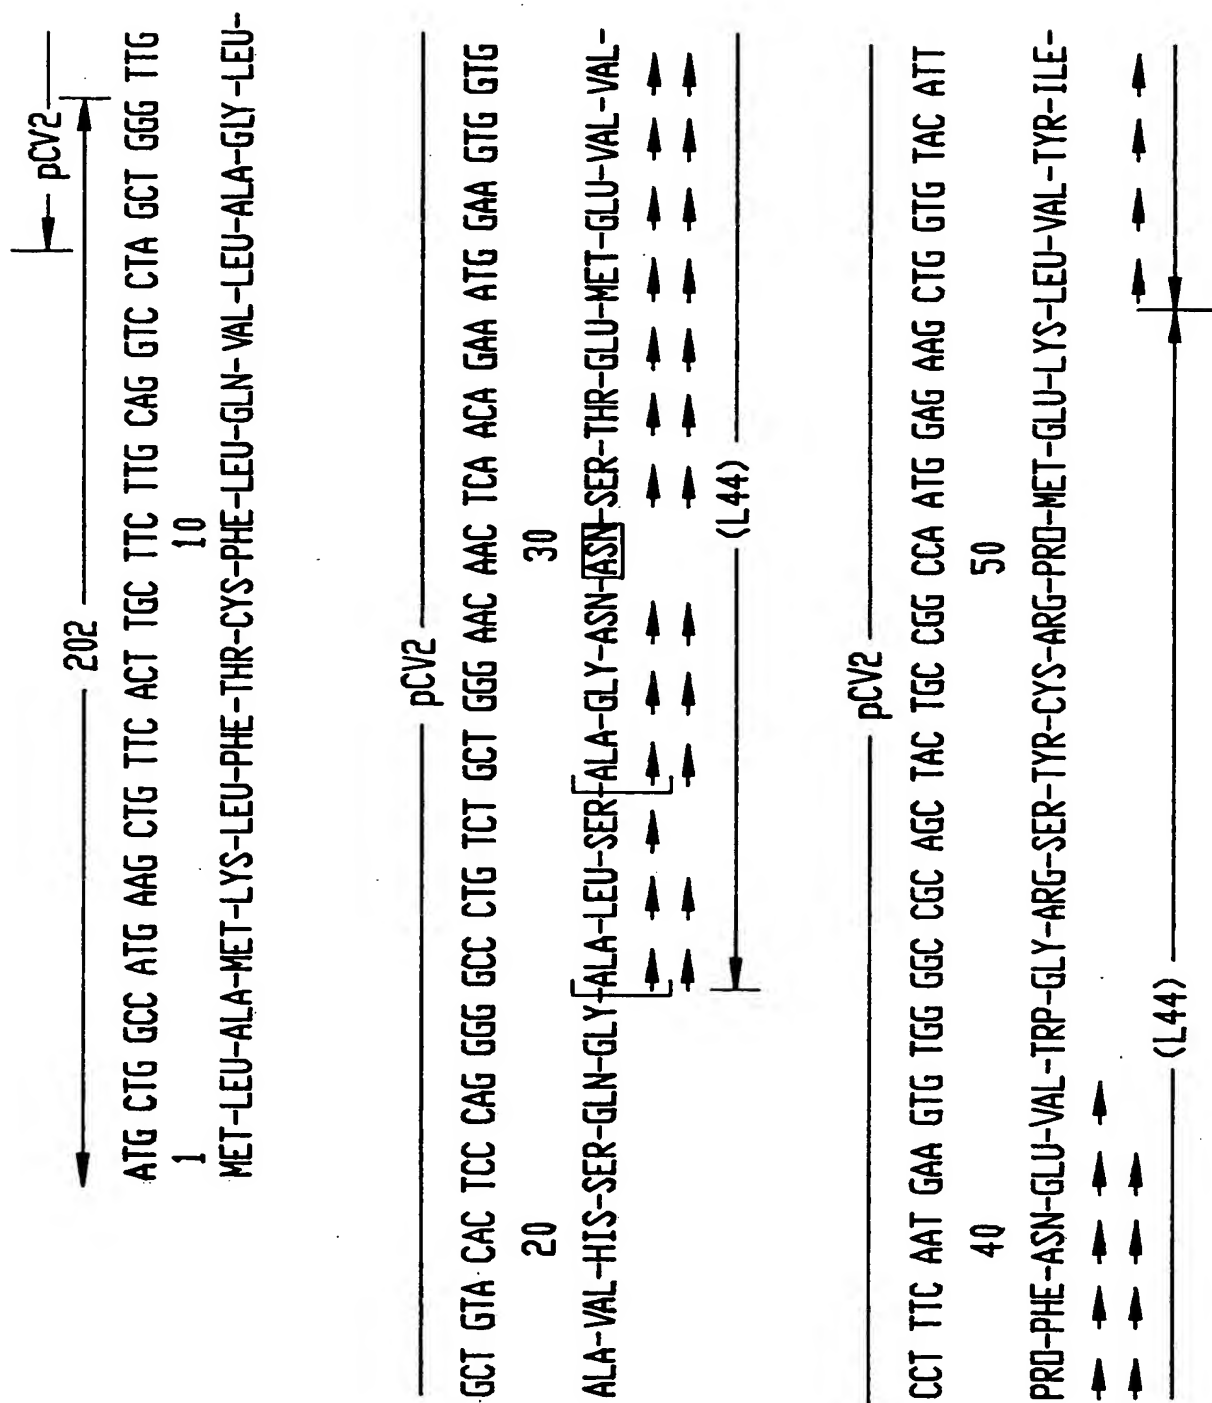 pCV2
202
ATG CTG GCC ATG AAG CTG TTC ACT TGC TTC TTG CAG GTC CTA GCT GGG TTG
1 10
MET-LEU-ALA-MET-LYS-LEU-PHE-THR-CYS-PHE-LEU-GLN-VAL-LEU-ALA-GLY-LEU-
pCV2
GCT GTA CAC TCC CAG GGG GCC CTG TCT GCT GGG AAC AAC TCA ACA GAA ATG GAA GTG GTG
20 30
ALA-VAL-HIS-SER-GLN-GLY-ALA-LEU-SER-ALA-GLY-ASN-ASN-SER-THR-GLU-MET-GLU-VAL-VAL-
(L44)
pCV2
CCT TTC AAT GAA GTG TGG GGC CGC AGC TAC TGC CGG CCA ATG GAG AAG CTG GTG TAC ATT
40 50
PRO-PHE-ASN-GLU-VAL-TRP-GLY-ARG-SER-TYR-CYS-ARG-PRO-MET-GLU-LYS-LEU-VAL-TYR-ILE-
(L44)